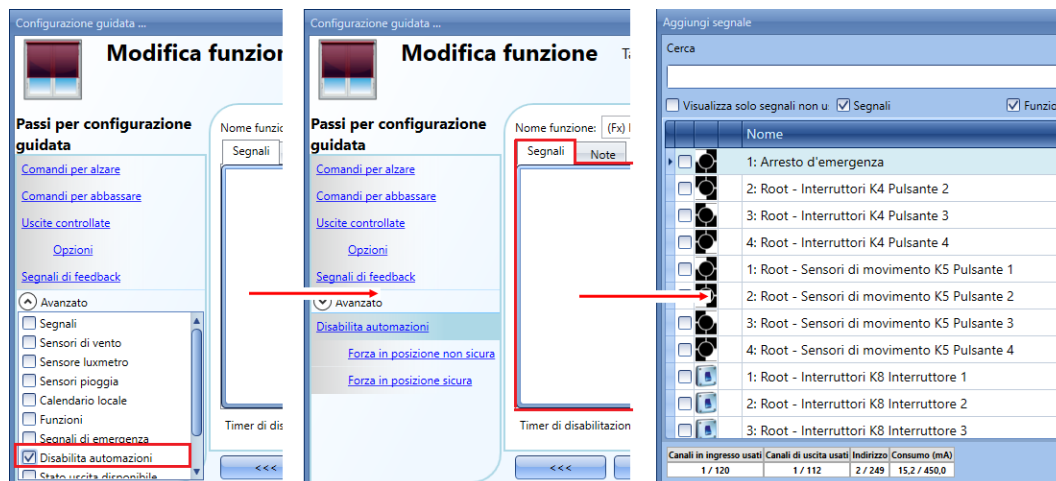 Configurazione guidata ...
Modifica funzion
Passi per configurazione
guidata
Comandi per alzare
Comandi per abbassare
Uscite controllate
Opzioni
Segnali di feedback
Avanzato
Segnali
Sensori di vento
Sensore luxmetro
Sensori pioggia
Calendario locale
Funzioni
Segnali di emergenza
Disabilita automazioni
Stato uscita disponibile
Nome funzio
Segnali
Timer di dis
<<<
Configurazione guidata ...
Modifica funzione
Ta
Passi per configurazione
guidata
Comandi per alzare
Comandi per abbassare
Uscite controllate
Opzioni
Segnali di feedback
Avanzato
Disabilita automazioni
Forza in posizione non sicura
Forza in posizione sicura
Nome funzione: (Fx)
Segnali Note
Timer di disabilitazion
<<<
Aggiungi segnale
Cerca
Visualizza solo segnali non u Segnali Funzio
Nome
1: Arresto d'emergenza
2: Root - Interruttori K4 Pulsante 2
3: Root - Interruttori K4 Pulsante 3
4: Root - Interruttori K4 Pulsante 4
1: Root - Sensori di movimento K5 Pulsante 1
2: Root - Sensori di movimento K5 Pulsante 2
3: Root - Sensori di movimento K5 Pulsante 3
4: Root - Sensori di movimento K5 Pulsante 4
1: Root - Interruttori K8 Interruttore 1
2: Root - Interruttori K8 Interruttore 2
3: Root - Interruttori K8 Interruttore 3
Canali in ingresso usati Canali di uscita usati Indirizzo Consumo (mA)
1 / 120 1 / 112 2 / 249 15,2 / 450,0